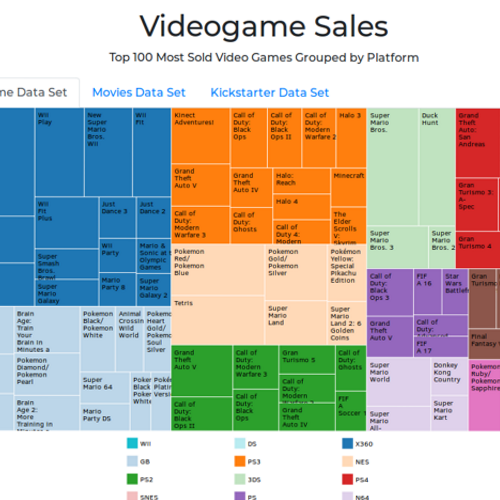 Videogame Sales
Top 100 Most Sold Video Games Grouped by Platform
me Data Set
Movies Data Set
Kickstarter Data Set
Wii
Play
New
Super
Mario
Bros.
Wii
Wii
Fit
Wii
Fit
Plus
Just
Dance 3
Just
Dance 2
Super
Smash
Bros.
Brawl
Wii
Party
Mario &
Sonic at
Olympic
Games
Super
Mario
Galaxy
Mario
Party 8
Super
Mario
Galaxy 2
Kinect
Adventures!
Call of
Duty:
Black
Ops
Call of
Duty:
Black
Ops II
Call of
Duty:
Modern
Warfare 2
Halo 3
Grand
Theft
Auto V
Grand
Theft
Auto IV
Halo:
Reach
Minecraft
Halo 4
Call of
Duty:
Modern
Warfare 3
Call of
Duty:
Ghosts
Call of
Duty 4:
Modern
The
Elder
Scrolls
V:
Skyrim
Super
Mario
Bros.
Duck
Hunt
Super
Mario
Bros. 3
Super
Mario
Bros. 2
Grand
Theft
Auto:
San
Andreas
Gran
Turismo 3:
A-
Spec
Gran
Turismo 4
Pokemon
Red/
Pokemon
Blue
Pokemon
Gold/
Pokemon
Silver
Pokémon
Yellow:
Special
Pikachu
Edition
Tetris
Super
Mario
Land
Super
Mario
Land 2: 6
Golden
Coins
Call of
Duty:
Black
Ops 3
FIF
A 16
Star
Wars
Battlef
Gran
Turismo
Grand
Theft
Auto V
Call of
Duty:
FIF
A 17
Final
Fantasy
Brain
Age:
Train
Your
Brain in
Minutes a
Pokemon
Black/
Pokemon
White
Animal
Crossin
Wild
World
Pokemo
Heart
Gold/
Pokemo
Soul
Silver
Pokemon
Diamond/
Pokemon
Pearl
Super
Mario 64
Brain
Age 2:
More
Training in
Minutes a
Mario
Party DS
Grand
Theft
Auto V
Call of
Duty:
Modern
Warfare 3
Gran
Turismo 5
Call of
Duty:
Ghosts
Call of
Duty:
Modern
Call of
Duty:
Black
Ops II
Call of
Duty:
Black
Ops
Grand
Theft
Auto IV
FIF
A
Soccer
Super
Mario
World
Donkey
Kong
Country
Pokemon
Ruby/
Pokemon
Sapphire
Super
Mario
All-
Super
Mario
Kart
WII
DS
X360
GB
PS3
NES
PS2
3DS
PS4
SNES
PS
N64